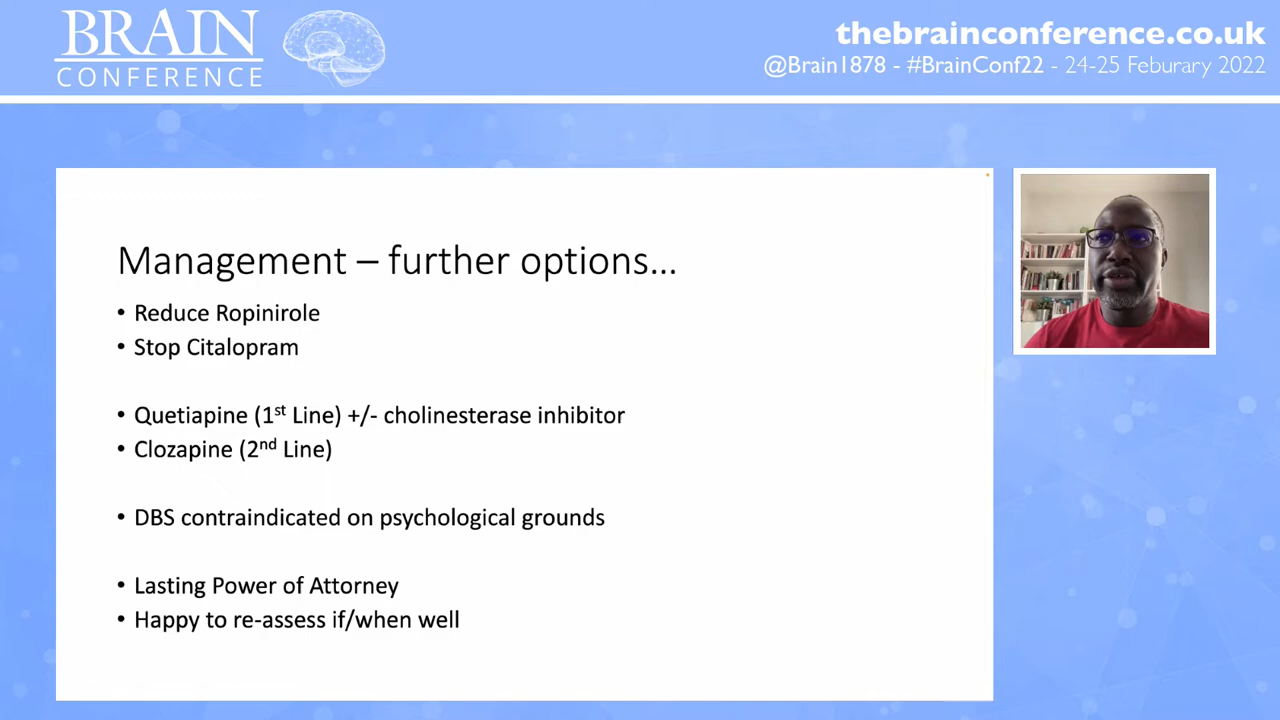 BRAIN
CONFERENCE
thebrainconference.co.uk
@Brain1878 - #BrainConf22 - 24-25 Feburary 2022
Management – further options...
• Reduce Ropinirole
• Stop Citalopram
• Quetiapine (1st Line) +/- cholinesterase inhibitor
• Clozapine (2nd Line)
• DBS contraindicated on psychological grounds
• Lasting Power of Attorney
• Happy to re-assess if/when well